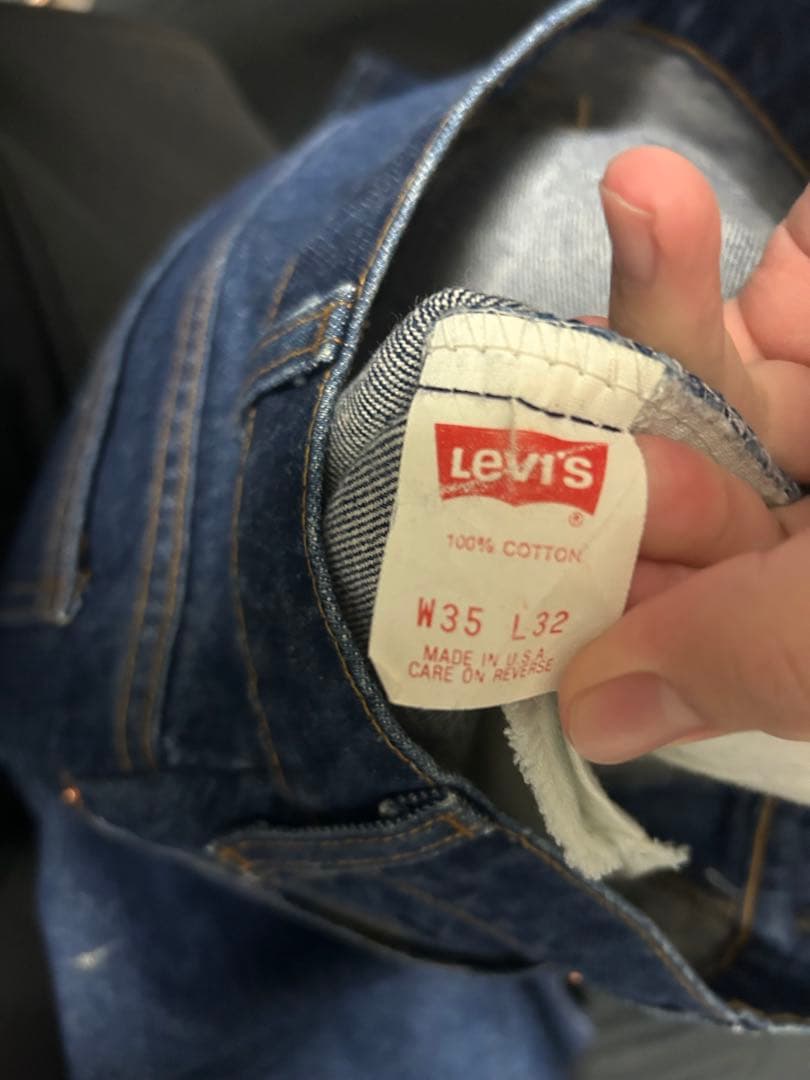 LeVI'S
®
100% COTTON
W35 L32
MADE IN U.S.A.
CARE ON REVERSE